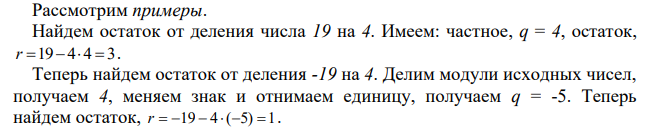 Рассмотрим примеры.
Найдем остаток от деления числа 19 на 4. Имеем: частное, q = 4, остаток,
r = 19 − 4 · 4 = 3.
Теперь найдем остаток от деления -19 на 4. Делим модули исходных чисел,
получаем 4, меняем знак и отнимаем единицу, получаем q = -5. Теперь
найдем остаток, r = −19 − 4 · (−5) = 1.